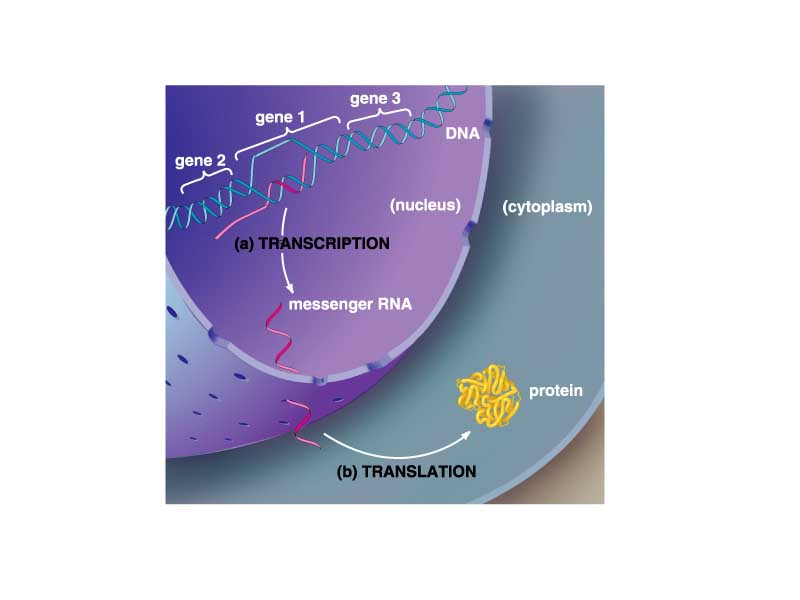 gene 3
gene 1
DNA
gene 2
(nucleus)
(cytoplasm)
(a) TRANSCRIPTION
messenger RNA
protein
(b) TRANSLATION